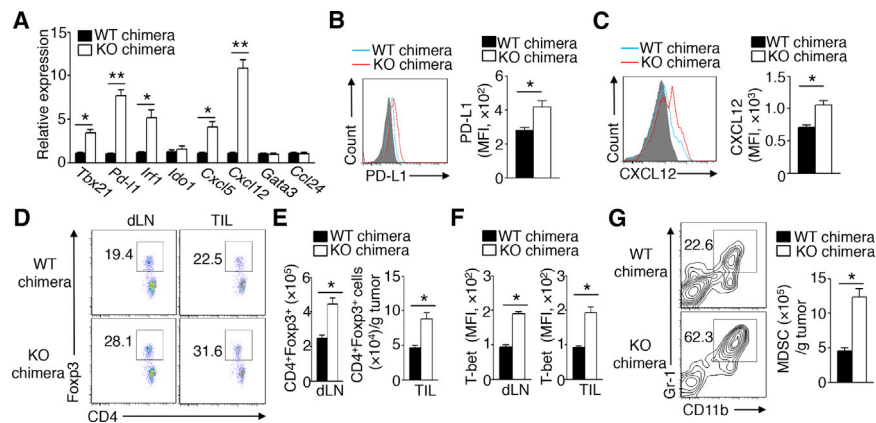 A
WT chimera
KO chimera
Relative expression
15
10
5
0
*
**
*
*
**
Tbx21
Pd-l1
Irf1
Ido1
Cxcl5
Cxcl12
Gata3
Ccl24
B
WT chimera
KO chimera
Count
PD-L1
WT chimera
KO chimera
PD-L1
(MFI, ×10²)
6
4
2
0
*
C
WT chimera
KO chimera
Count
CXCL12
WT chimera
KO chimera
CXCL12
(MFI, ×10³)
1.5
1.0
0.5
0
*
D
dLN
TIL
WT
chimera
19.4
22.5
KO
chimera
28.1
31.6
Foxp3
CD4
E
WT chimera
KO chimera
CD4⁺Foxp3⁺ (×10⁵)
6
4
2
0
*
dLN
CD4⁺Foxp3⁺ cells
(×10⁴)/g tumor
15
10
5
0
*
TIL
F
WT chimera
KO chimera
T-bet (MFI, ×10²)
3
2
1
0
*
dLN
T-bet (MFI, ×10²)
3
2
1
0
*
TIL
G
WT
chimera
22.6
KO
chimera
62.3
Gr-1
CD11b
WT chimera
KO chimera
MDSC (×10⁵)
/g tumor
15
10
5
0
*